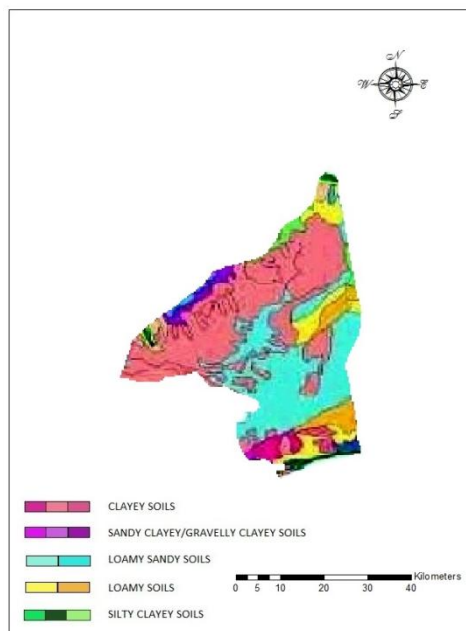 N
W E
S
CLAYEY SOILS
SANDY CLAYEY/GRAVELLY CLAYEY SOILS
LOAMY SANDY SOILS
LOAMY SOILS
SILTY CLAYEY SOILS
Kilometers
0 5 10 20 30 40